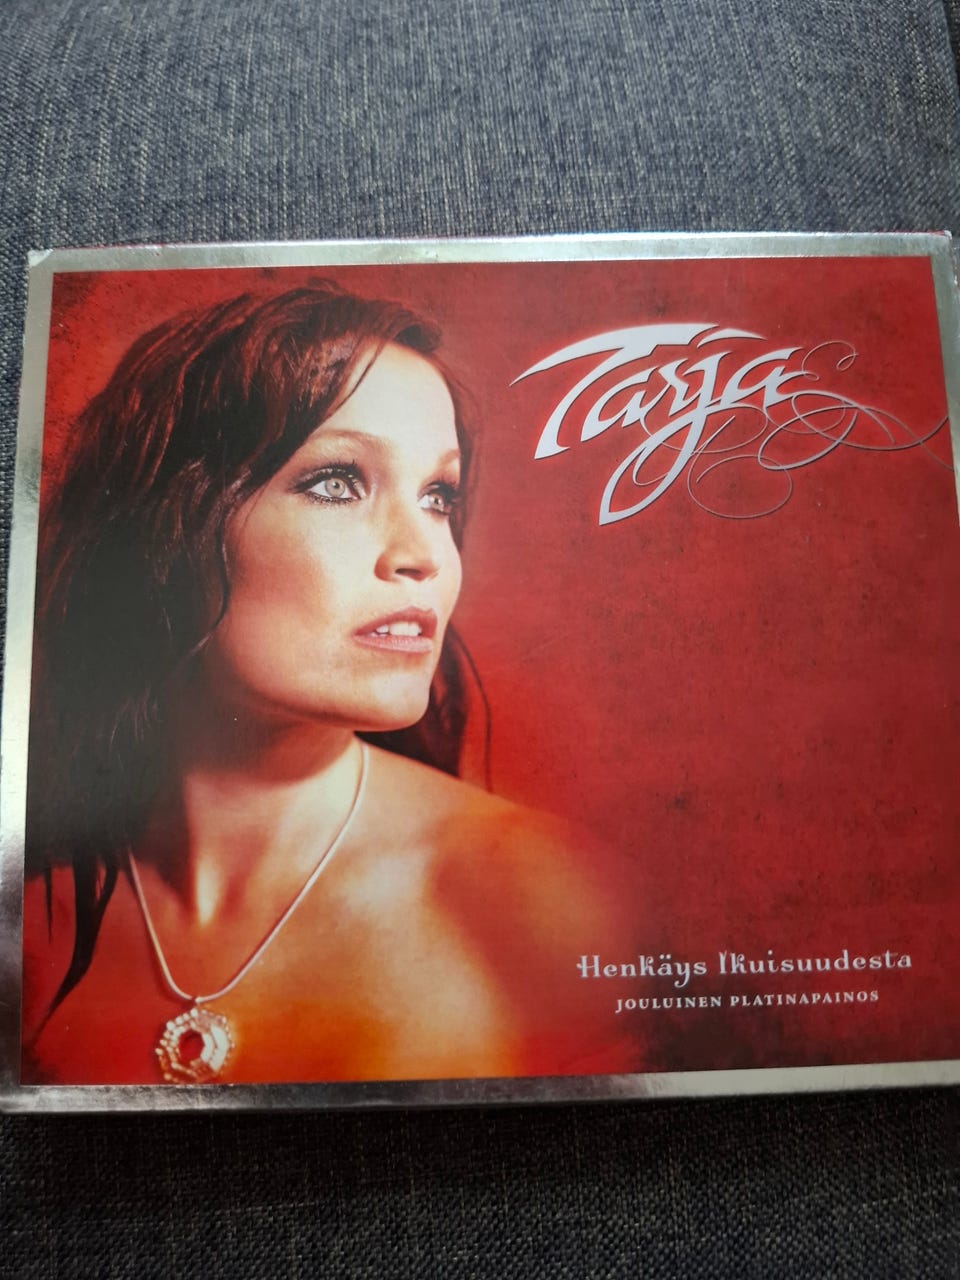 Tarja
Henkäys Ikuisuudesta
JOULUINEN PLATINAPAINOS